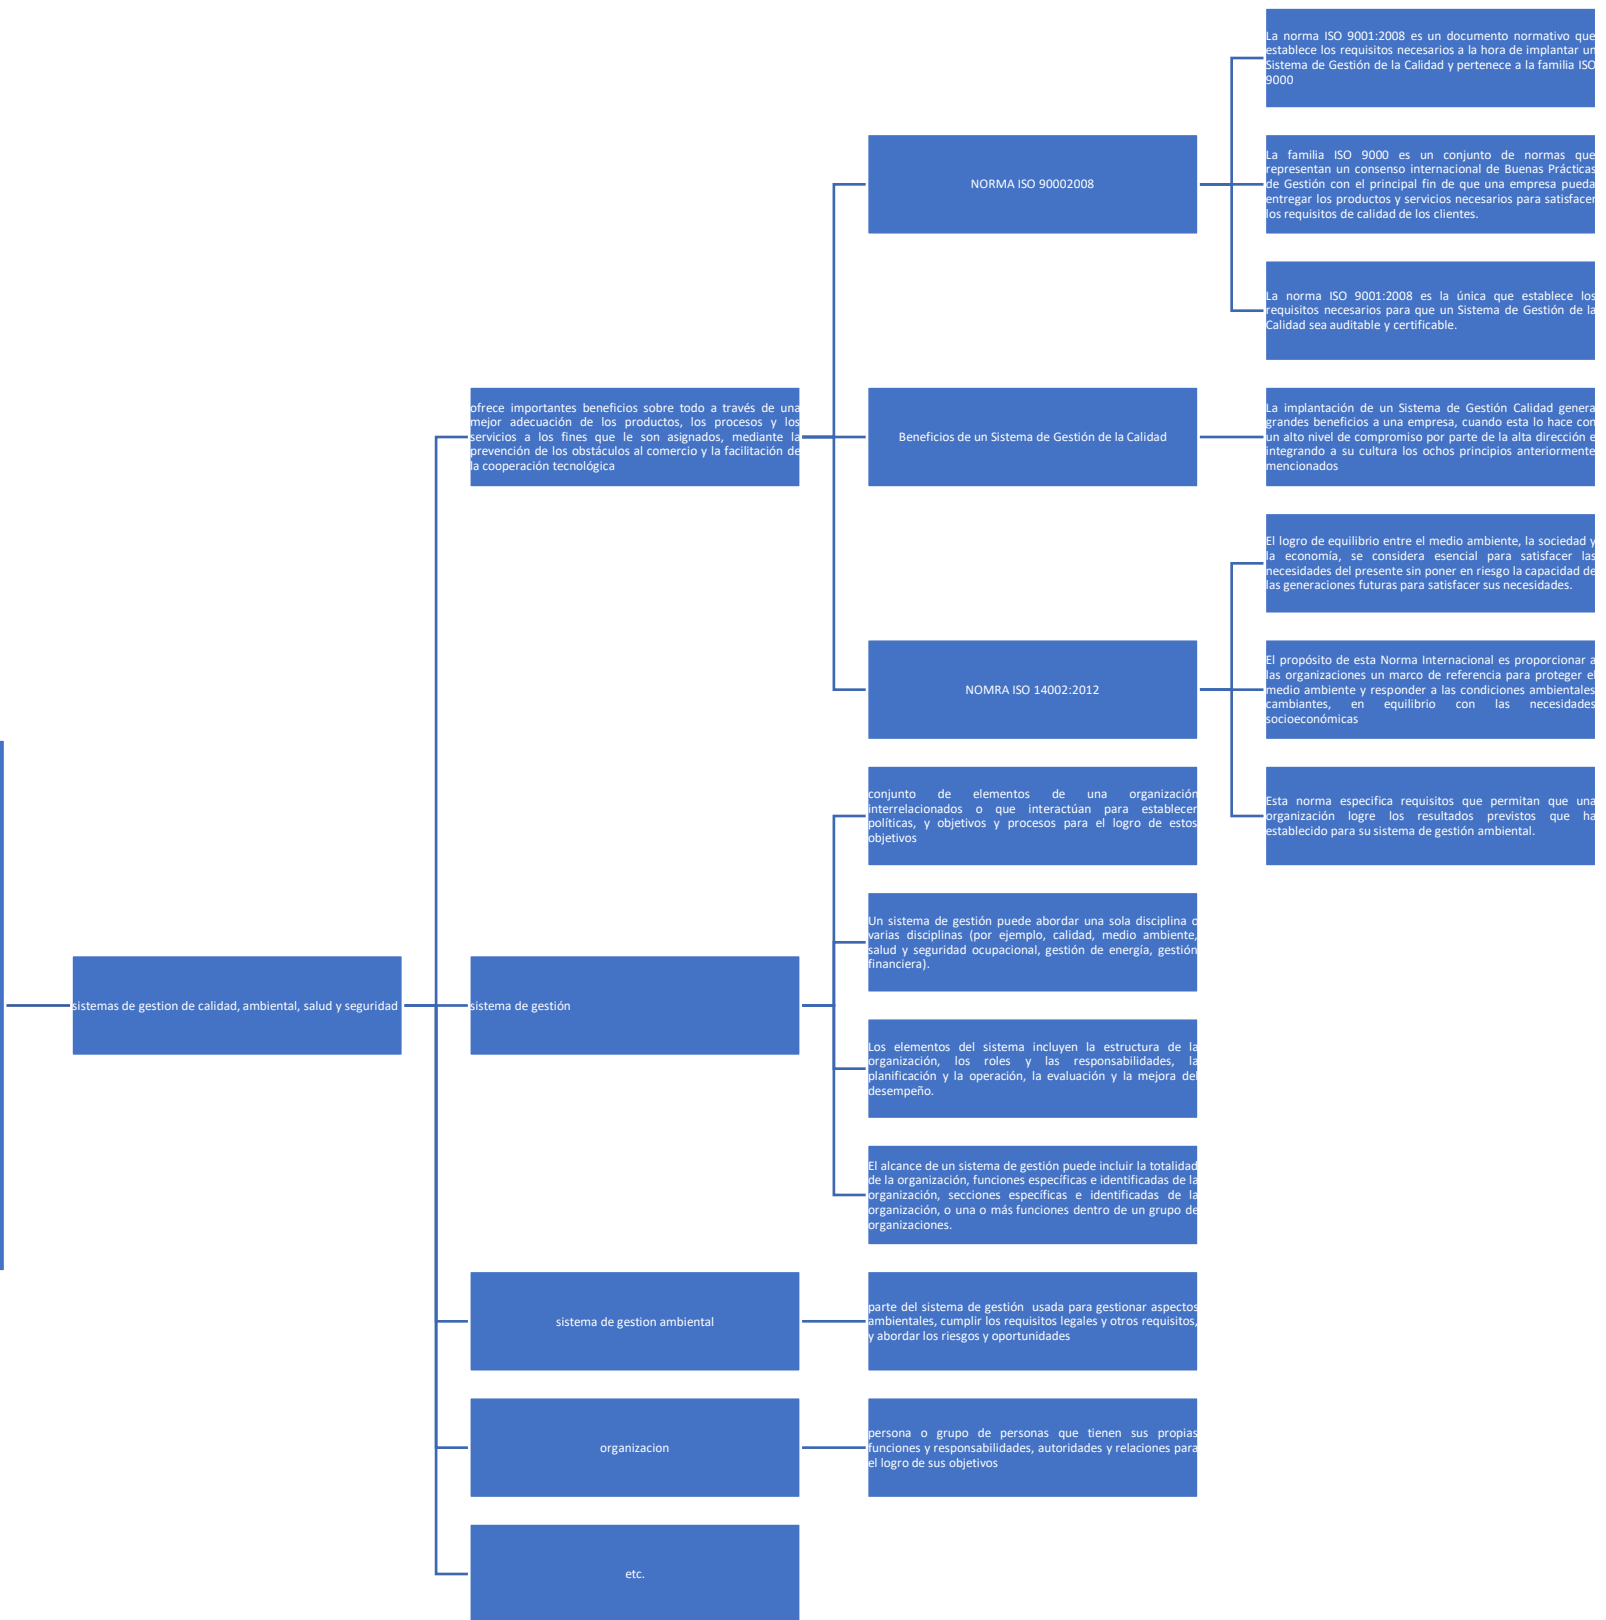 La norma ISO 9001:2008 es un documento normativo que
establece los requisitos necesarios a la hora de implantar un
Sistema de Gestión de la Calidad y pertenece a la familia ISO
9000
NORMA ISO 90002008
La familia ISO 9000 es un conjunto de normas que
representan un consenso internacional de Buenas Prácticas
de Gestión con el principal fin de que una empresa pueda
entregar los productos y servicios necesarios para satisfacer
los requisitos de calidad de los clientes.
La norma ISO 9001:2008 es la única que establece los
requisitos necesarios para que un Sistema de Gestión de la
Calidad sea auditable y certificable.
ofrece importantes beneficios sobre todo a través de una
mejor adecuación de los productos, los procesos y los
servicios a los fines que le son asignados, mediante la
prevención de los obstáculos al comercio y la facilitación de
la cooperación tecnológica
Beneficios de un Sistema de Gestión de la Calidad
La implantación de un Sistema de Gestión Calidad genera
grandes beneficios a una empresa, cuando esta lo hace con
un alto nivel de compromiso por parte de la alta dirección e
integrando a su cultura los ochos principios anteriormente
mencionados
El logro de equilibrio entre el medio ambiente, la sociedad y
la economía, se considera esencial para satisfacer las
necesidades del presente sin poner en riesgo la capacidad de
las generaciones futuras para satisfacer sus necesidades.
NOMRA ISO 14002:2012
El propósito de esta Norma Internacional es proporcionar a
las organizaciones un marco de referencia para proteger el
medio ambiente y responder a las condiciones ambientales
cambiantes, en equilibrio con las necesidades
socioeconómicas
Esta norma especifica requisitos que permitan que una
organización logre los resultados previstos que ha
establecido para su sistema de gestión ambiental.
conjunto de elementos de una organización
interrelacionados o que interactúan para establecer
políticas, y objetivos y procesos para el logro de estos
objetivos
Un sistema de gestión puede abordar una sola disciplina o
varias disciplinas (por ejemplo, calidad, medio ambiente,
salud y seguridad ocupacional, gestión de energía, gestión
financiera).
sistemas de gestion de calidad, ambiental, salud y seguridad
sistema de gestión
Los elementos del sistema incluyen la estructura de la
organización, los roles y las responsabilidades, la
planificación y la operación, la evaluación y la mejora del
desempeño.
El alcance de un sistema de gestión puede incluir la totalidad
de la organización, funciones específicas e identificadas de la
organización, secciones específicas e identificadas de la
organización, o una o más funciones dentro de un grupo de
organizaciones.
sistema de gestion ambiental
parte del sistema de gestión usada para gestionar aspectos
ambientales, cumplir los requisitos legales y otros requisitos,
y abordar los riesgos y oportunidades
organizacion
persona o grupo de personas que tienen sus propias
funciones y responsabilidades, autoridades y relaciones para
el logro de sus objetivos
etc.